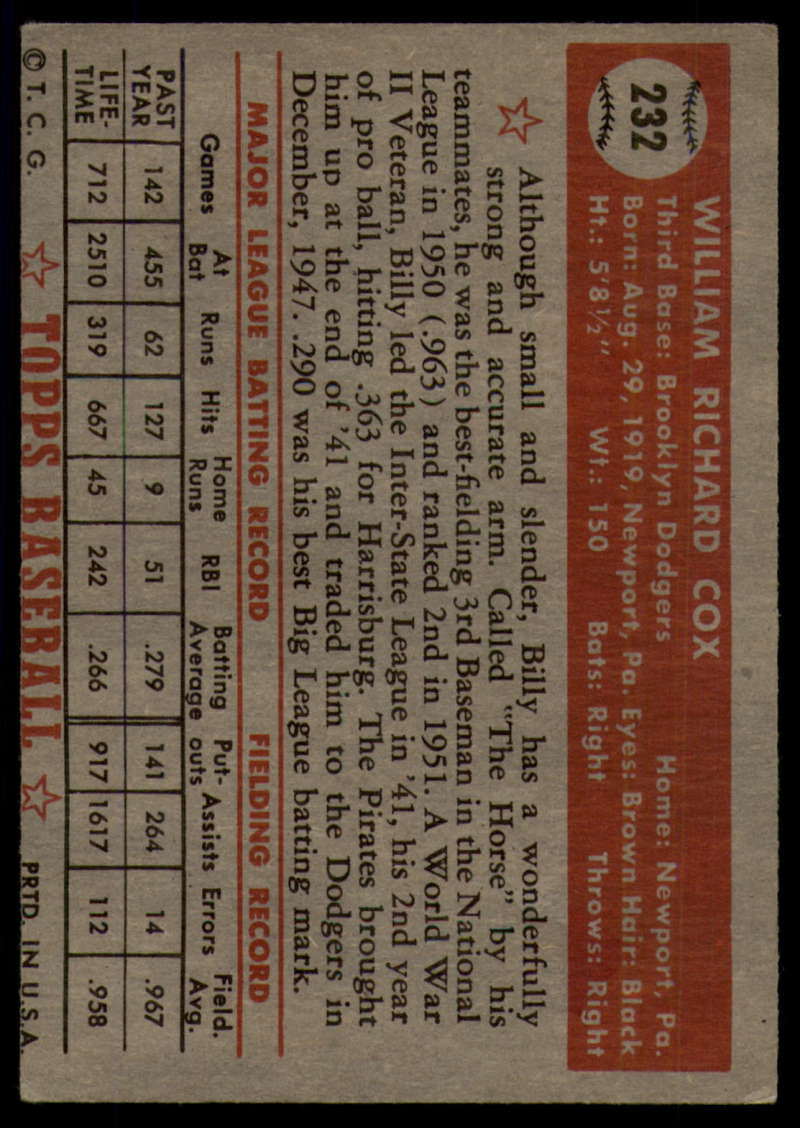 232
WILLIAM RICHARD COX
Third Base: Brooklyn Dodgers Home: Newport, Pa.
Born: Aug. 29, 1919, Newport, Pa. Eyes: Brown Hair: Black
Ht.: 5'8½" Wt.: 150 Bats: Right Throws: Right
Although small and slender, Billy has a wonderfully
strong and accurate arm. Called "The Horse" by his
teammates, he was the best-fielding 3rd Baseman in the National
League in 1950 (.963) and ranked 2nd in 1951. A World War
II Veteran, Billy led the Inter-State League in '41, his 2nd year
of pro ball, hitting .363 for Harrisburg. The Pirates brought
him up at the end of '41 and traded him to the Dodgers in
December, 1947. .290 was his best Big League batting mark.
MAJOR LEAGUE BATTING RECORD FIELDING RECORD
Games At Bat Runs Hits Home Runs RBI Batting Average Put-outs Assists Errors Field. Avg.
PAST YEAR 142 455 62 127 9 51 .279 141 264 14 .967
LIFE-TIME 712 2510 319 667 45 242 .266 917 1617 112 .958
© T. C. G. TOPPS BASEBALL PRTD. IN U.S.A.